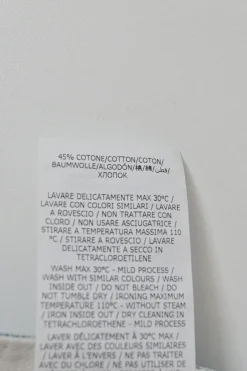 45% COTONE/COTTON/COTON/
BAUMWOLLE/ALGODÓN/棉/綿/قطن/
ХЛОПОК
LAVARE DELICATAMENTE MAX 30°C /
LAVARE CON COLORI SIMILARI / LAVARE
A ROVESCIO / NON TRATTARE CON
CLORO / NON USARE ASCIUGATRICE /
STIRARE A TEMPERATURA MASSIMA 110
°C / STIRARE A ROVESCIO / LAVARE
DELICATAMENTE A SECCO IN
TETRACLOROETILENE
WASH MAX 30°C - MILD PROCESS /
WASH WITH SIMILAR COLOURS / WASH
INSIDE OUT / DO NOT BLEACH / DO
NOT TUMBLE DRY / IRONING MAXIMUM
TEMPERATURE 110°C - WITHOUT STEAM
/ IRON INSIDE OUT / DRY CLEANING IN
TETRACHLOROETHENE - MILD PROCESS
LAVER DÉLICATEMENT À 30°C MAX /
LAVER AVEC DES COULEURS SIMILAIRES
/ LAVER À L'ENVERS / NE PAS TRAITER
AVEC DU CHLORE / NE PAS UTILISER DE